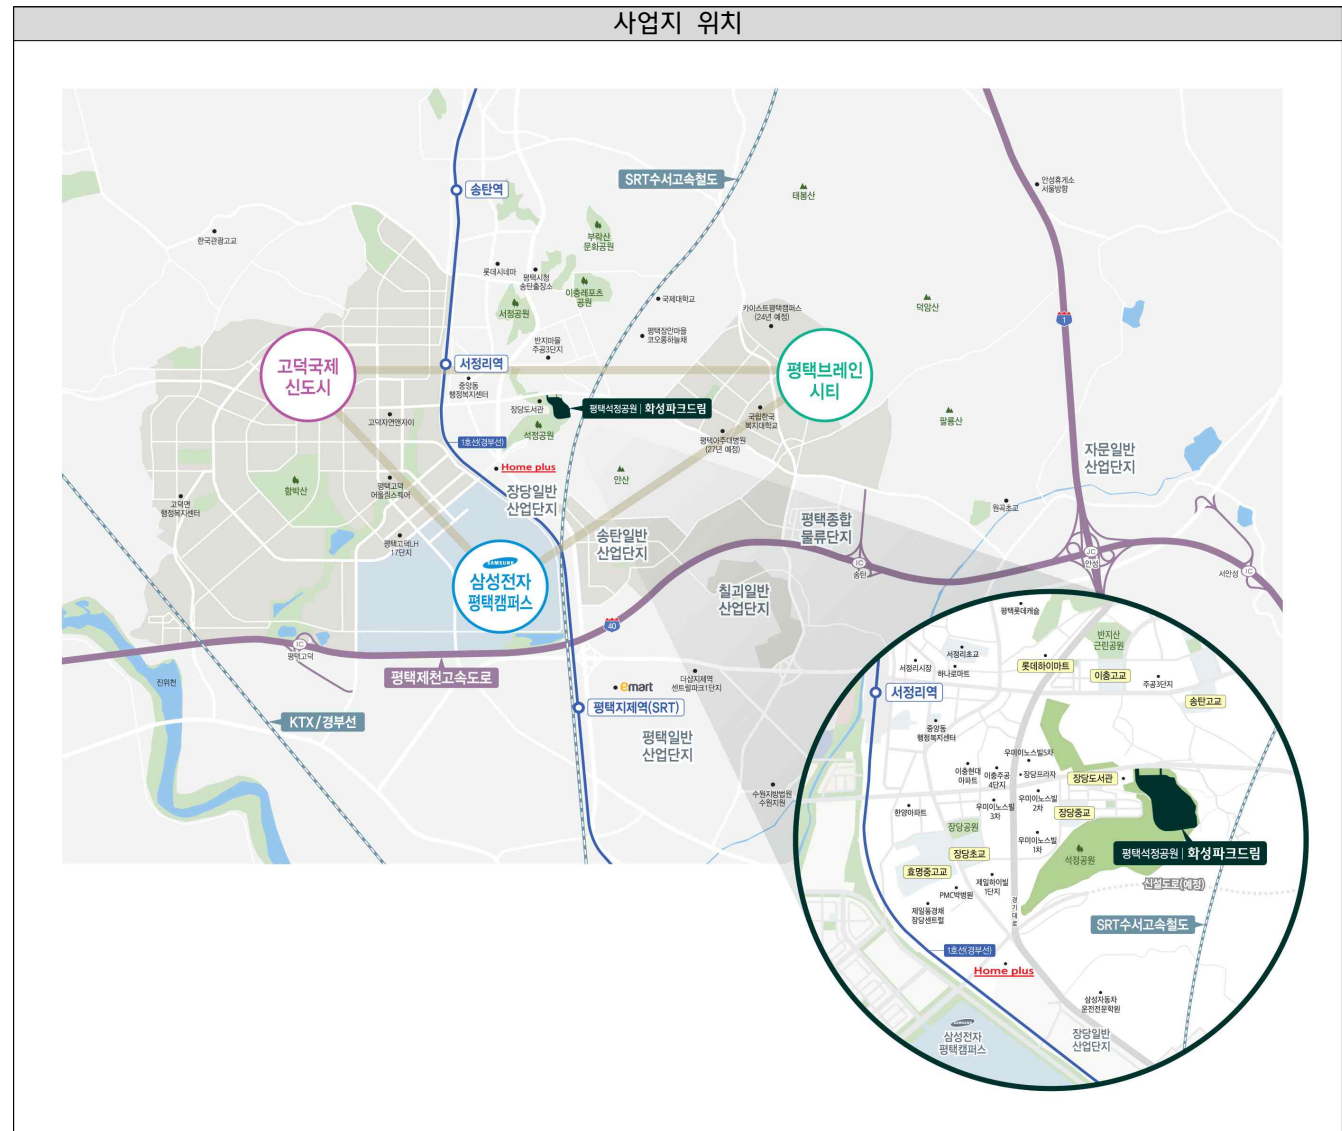 사업지 위치
송탄역
SRT수서고속철도
태봉산
안성휴게소
서울방향
한국관광고교
부락산
문화공원
롯데시네마
평택시청
송탄출장소
이충레포츠
공원
국제대학교
서정공원
카이스트평택캠퍼스
(24년 예정)
덕암산
1
반지마을
주공3단지
평택장안마을
코오롱하늘채
고덕국제
신도시
서정리역
평택브레인
시티
중앙동
행정복지센터
장당도서관
평택석정공원 | 화성파크드림
고덕자연앤자이
국립한국
복지대학교
팔룡산
석정공원
1호선(경부선)
평택아주대병원
(27년 예정)
자문일반
산업단지
Home plus
안산
함박산
평택고덕
어울림스퀘어
장당일반
산업단지
고덕면
행정복지센터
원곡초교
평택종합
물류단지
송탄일반
산업단지
평택고덕LH
17단지
JC
안성
IC
송탄
서안성
IC
SAMSUNG
삼성전자
평택캠퍼스
칠괴일반
산업단지
40
IC
평택고덕
평택제천고속도로
진위천
emart
더샵지제역
센트럴파크1단지
평택지제역(SRT)
KTX/경부선
평택일반
산업단지
수원지방법원
수원지원
평택롯데캐슬
반지산
근린공원
서정리초교
서정리시장
하나로마트
롯데하이마트
이충고교
주공3단지
서정리역
송탄고교
중앙동
행정복지센터
우미이노스빌5차
이충현대
아파트
이충주공
4단지
장당프라자
장당도서관
우미이노스빌
2차
우미이노스빌
3차
한양아파트
장당중교
장당공원
우미이노스빌
1차
평택석정공원 | 화성파크드림
장당초교
석정공원
효명중고교
제일하이빌
1단지
신설도로(예정)
PMC박병원
제일풍경채
장당센트럴
경기대로
SRT수서고속철도
1호선(경부선)
Home plus
삼성자동차
운전전문학원
SAMSUNG
삼성전자
평택캠퍼스
장당일반
산업단지